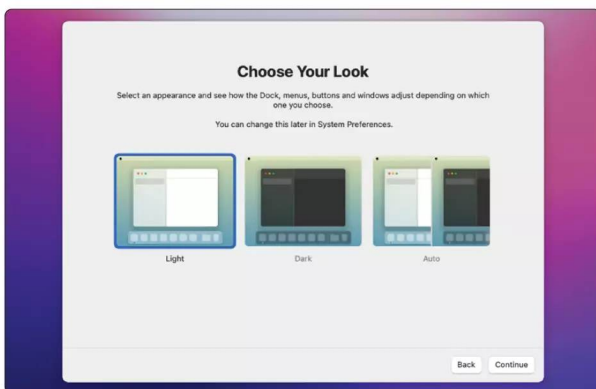 Choose Your Look
Select an appearance and see how the Dock, menus, buttons and windows adjust depending on which
one you choose.
You can change this later in System Preferences.
Light
Dark
Auto
Back
Continue